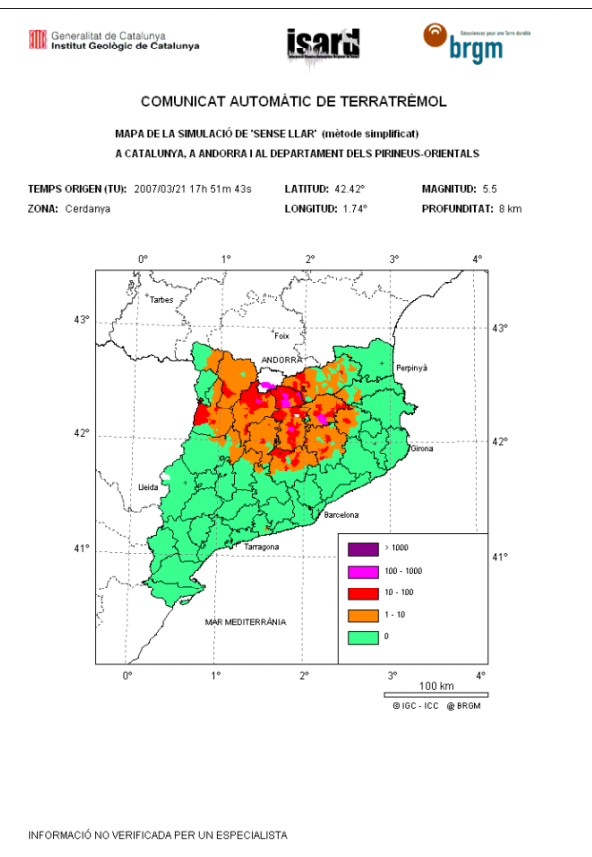 Generalitat de Catalunya
Institut Geològic de Catalunya
isard
Géosciences pour une Terre durable
brgm
COMUNICAT AUTOMÀTIC DE TERRATRÈMOL
MAPA DE LA SIMULACIÓ DE 'SENSE LLAR' (mètode simplificat)
A CATALUNYA, A ANDORRA I AL DEPARTAMENT DELS PIRINEUS-ORIENTALS
TEMPS ORIGEN (TU): 2007/03/21 17h 51m 43s LATITUD: 42.42° MAGNITUD: 5.5
ZONA: Cerdanya LONGITUD: 1.74° PROFUNDITAT: 8 km
0° 1° 2° 3° 4°
Tarbes
43° 43°
Foix
ANDORRA
Perpinyà
42° 42°
Girona
Lleida
Barcelona
41° Tarragona 41°
> 1000
100 - 1000
10 - 100
1 - 10
0
MAR MEDITERRÀNIA
0° 1° 2° 3° 4°
100 km
© IGC - ICC @ BRGM
INFORMACIÓ NO VERIFICADA PER UN ESPECIALISTA